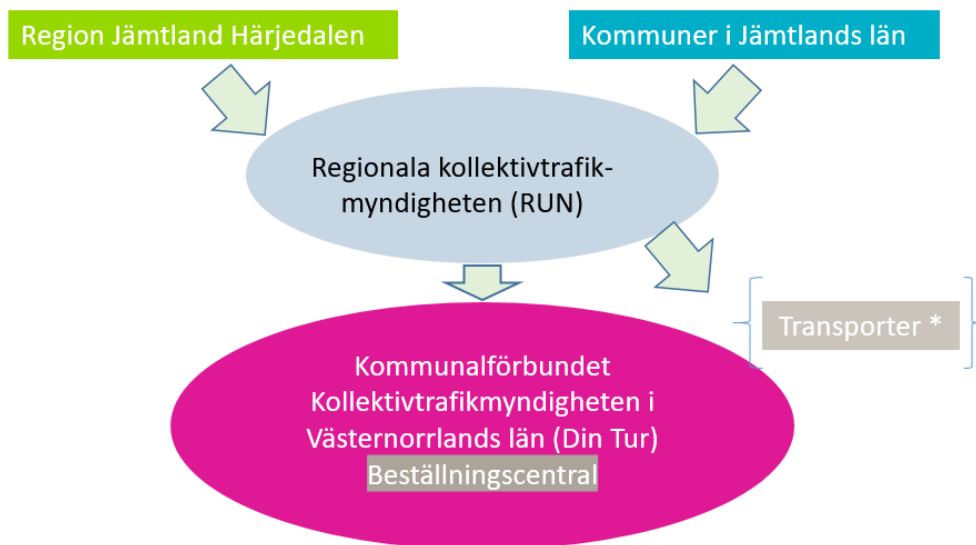 Region Jämtland Härjedalen
Kommuner i Jämtlands län
Regionala kollektivtrafik-
myndigheten (RUN)
Transporter *
Kommunalförbundet
Kollektivtrafikmyndigheten i
Västernorrlands län (Din Tur)
Beställningscentral